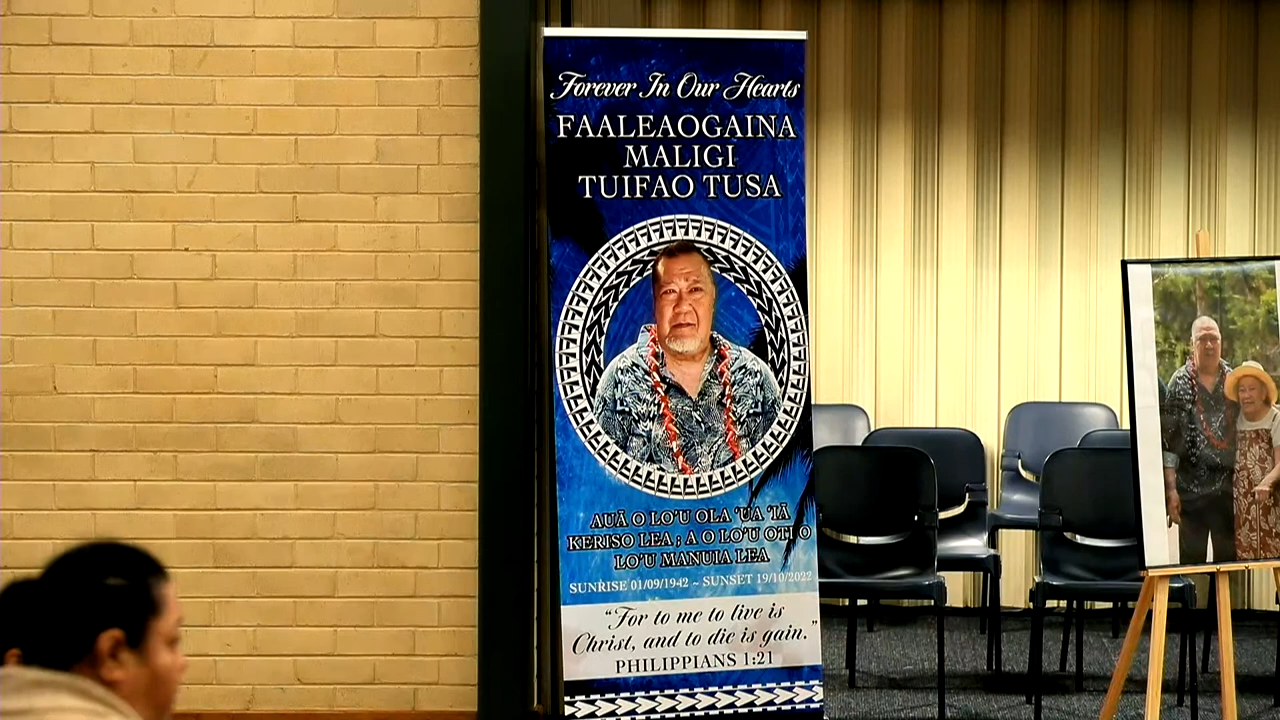 Forever In Our Hearts
FAALEAOGAINA
MALIGI
TUIFAO TUSA
AUĀ O LO'U OLA 'UA 'IĀ
KERISO LEA; A O LO'U OTI O
LO'U MANUIA LEA
SUNRISE 01/09/1942 ~ SUNSET 19/10/2022
"For to me to live is
Christ, and to die is gain."
PHILIPPIANS 1:21